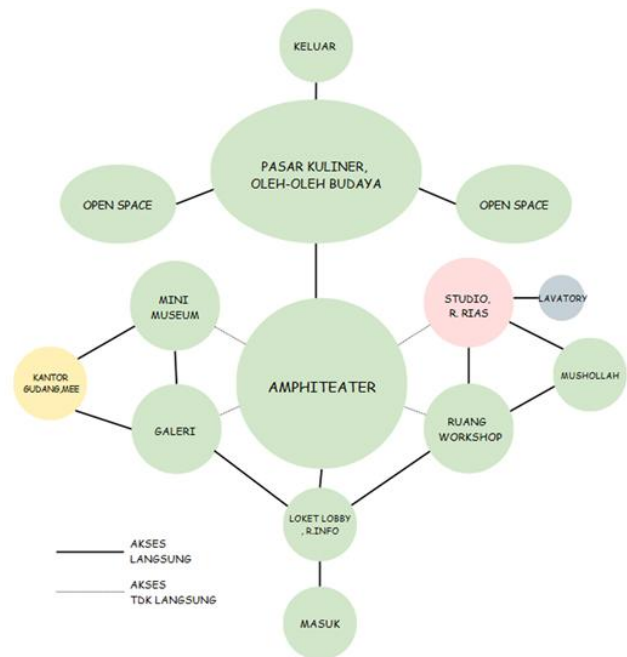 KELUAR
PASAR KULINER,
OLEH-OLEH BUDAYA
OPEN SPACE
OPEN SPACE
MINI
MUSEUM
STUDIO,
R. RIAS
LAVATORY
KANTOR
GUDANG,MEE
AMPHITEATER
MUSHOLLAH
GALERI
RUANG
WORKSHOP
LOKET LOBBY
, R.INFO
AKSES
LANGSUNG
AKSES
TDK LANGSUNG
MASUK